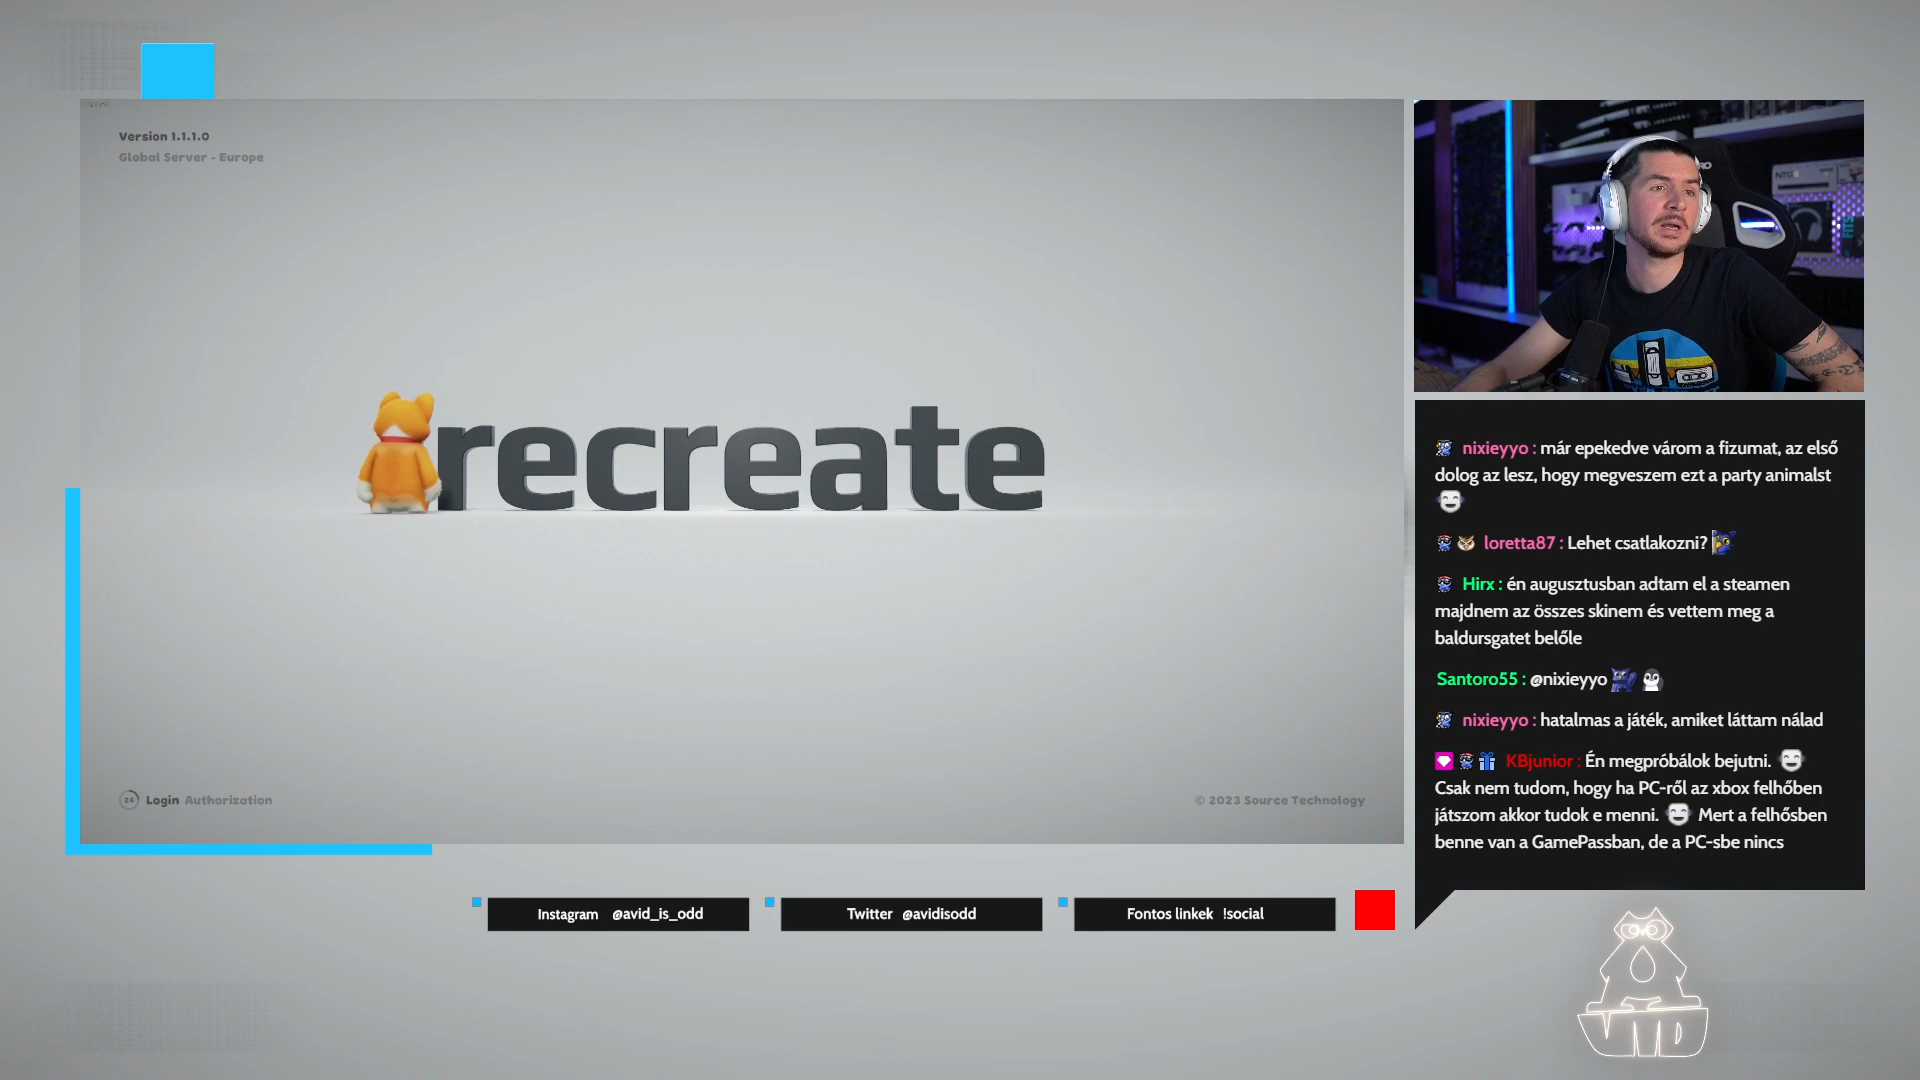 Version 1.1.1.0
Global Server - Europe
recreate
24 Login Authorization
© 2023 Source Technology
nixieyyo : már epekedve várom a fizumat, az első
dolog az lesz, hogy megveszem ezt a party animalst
loretta87 : Lehet csatlakozni?
Hirx : én augusztusban adtam el a steamen
majdnem az összes skinem és vettem meg a
baldursgatet belőle
Santoro55 : @nixieyyo
nixieyyo : hatalmas a játék, amiket láttam nálad
KBjunior : Én megpróbálok bejutni.
Csak nem tudom, hogy ha PC-ről az xbox felhőben
játszom akkor tudok e menni. Mert a felhősben
benne van a GamePassban, de a PC-sbe nincs
Instagram @avid_is_odd
Twitter @avidisodd
Fontos linkek !social